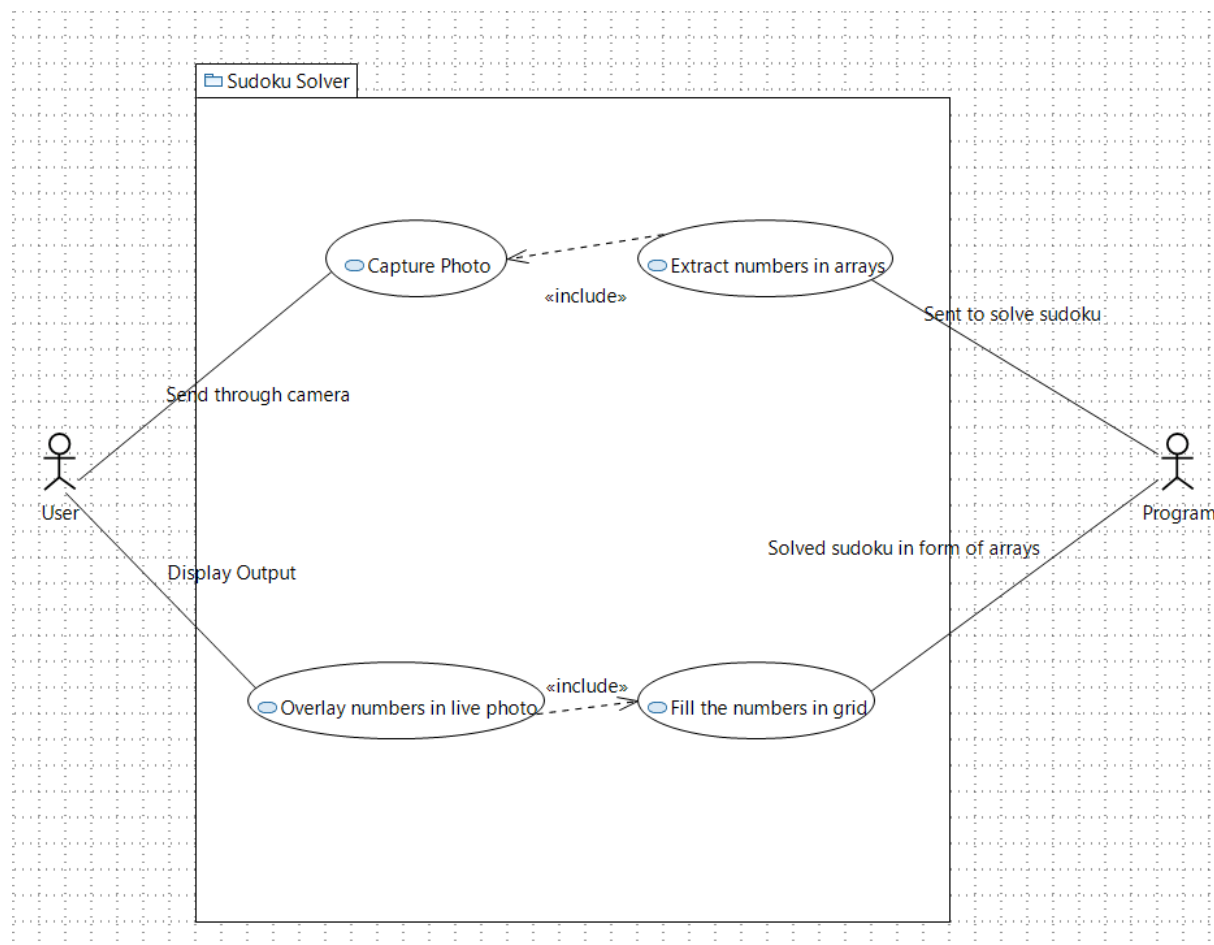 Sudoku Solver
Capture Photo
Extract numbers in arrays
«include»
Sent to solve sudoku
Send through camera
User
Program
Solved sudoku in form of arrays
Display Output
«include»
Overlay numbers in live photo
Fill the numbers in grid